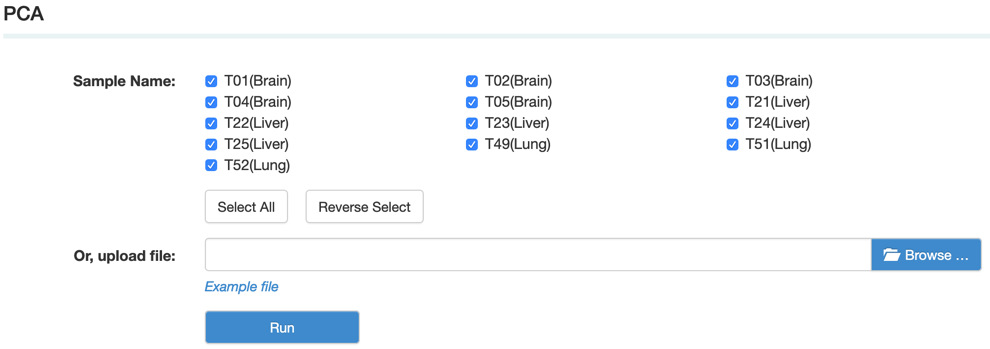 PCA
Sample Name: T01(Brain) T02(Brain) T03(Brain)
T04(Brain) T05(Brain) T21(Liver)
T22(Liver) T23(Liver) T24(Liver)
T25(Liver) T49(Lung) T51(Lung)
T52(Lung)
Select All Reverse Select
Or, upload file: Browse ...
Example file
Run